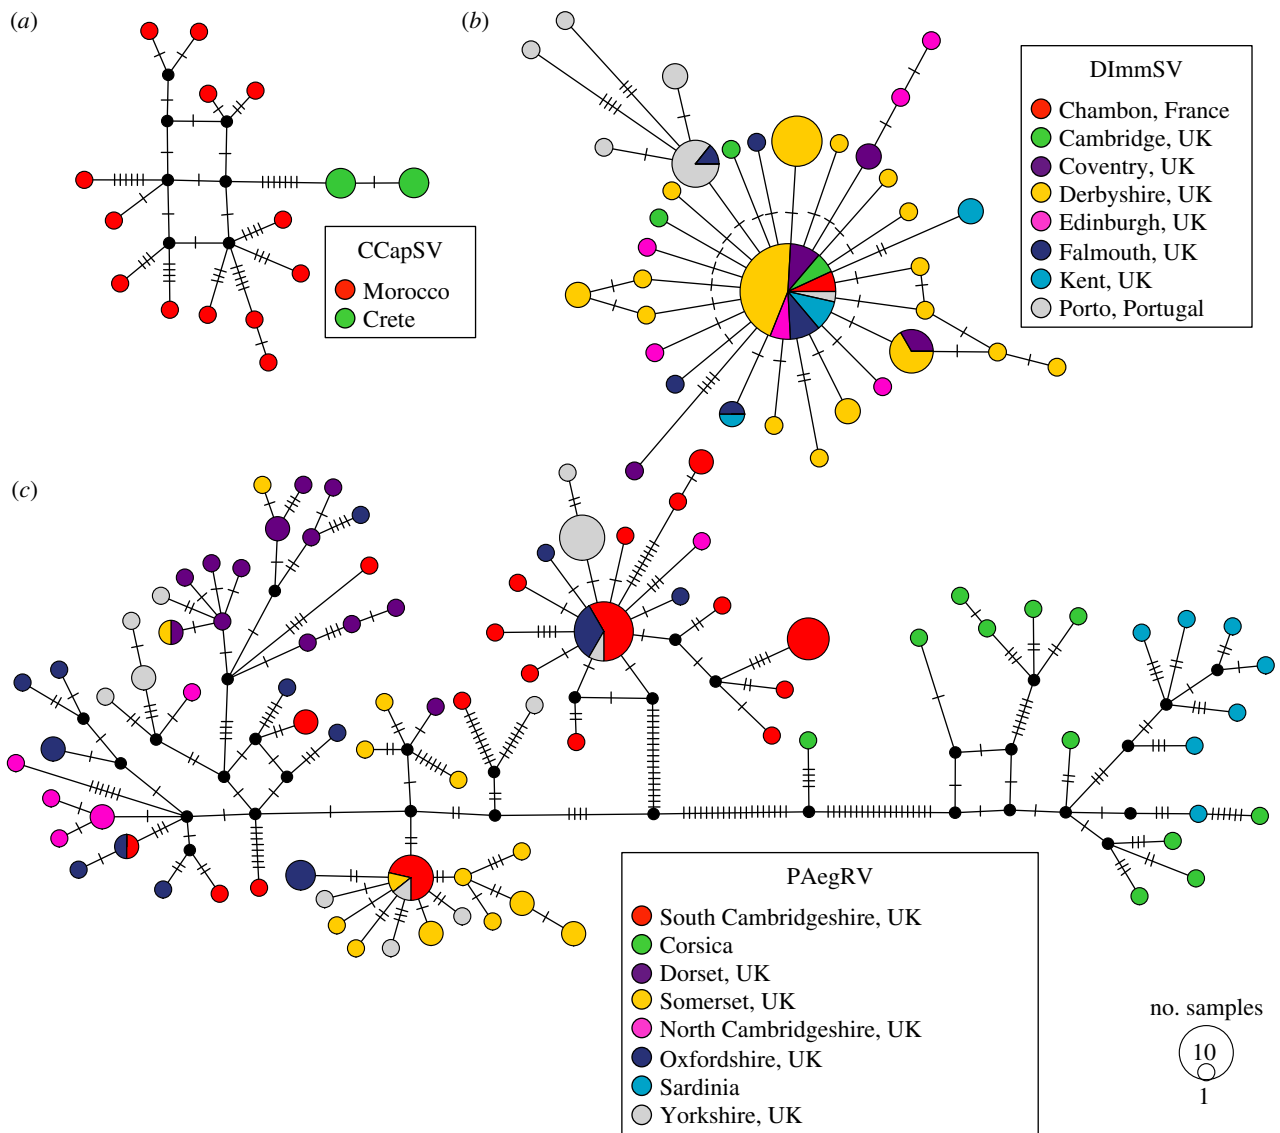 (a)
(b)
DImmSV
Chambon, France
Cambridge, UK
Coventry, UK
Derbyshire, UK
Edinburgh, UK
Falmouth, UK
Kent, UK
Porto, Portugal
CCapSV
Morocco
Crete
(c)
PAegRV
South Cambridgeshire, UK
Corsica
Dorset, UK
Somerset, UK
North Cambridgeshire, UK
Oxfordshire, UK
Sardinia
Yorkshire, UK
no. samples
10
1